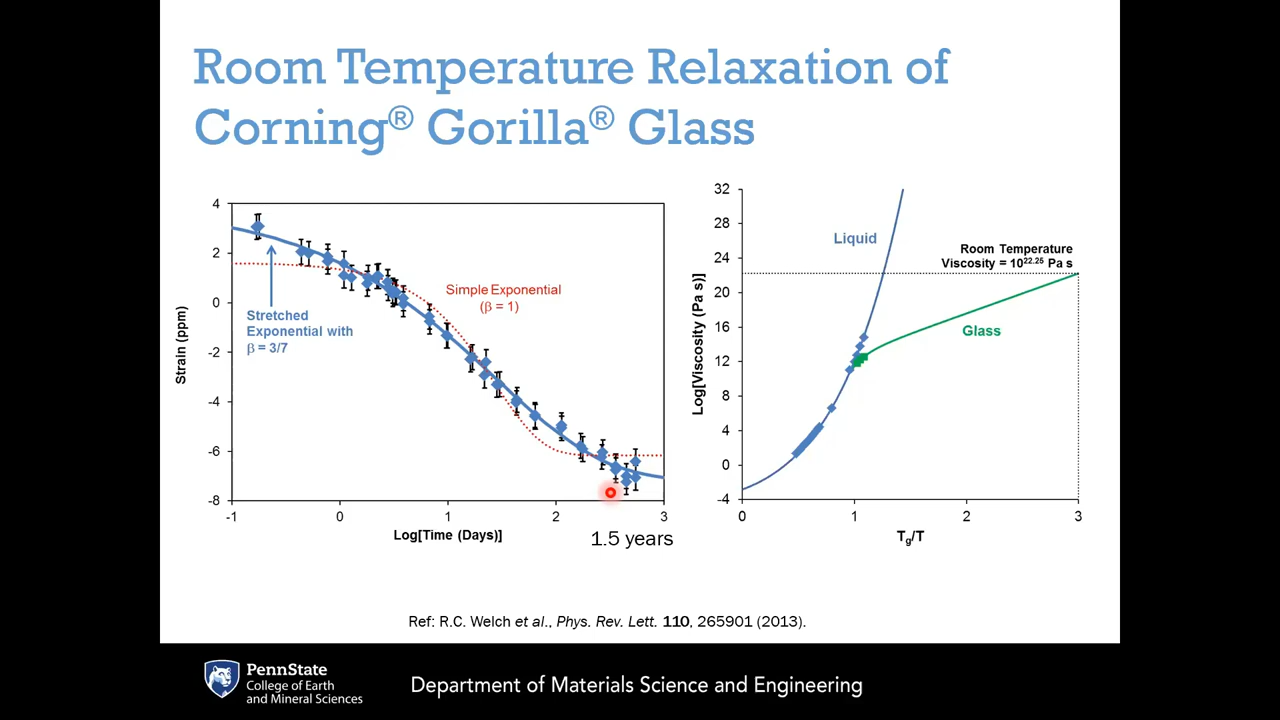 Room Temperature Relaxation of
Corning® Gorilla® Glass
4
2
0
-2
-4
-6
-8
-1
0
1
2
3
Strain (ppm)
Log[Time (Days)]
1.5 years
Stretched
Exponential with
β = 3/7
Simple Exponential
(β = 1)
32
28
24
20
16
12
8
4
0
-4
0
1
2
3
Log[Viscosity (Pa s)]
Tg/T
Liquid
Room Temperature
Viscosity = 10^22.25 Pa s
Glass
Ref: R.C. Welch et al., Phys. Rev. Lett. 110, 265901 (2013).
PennState
College of Earth
and Mineral Sciences
Department of Materials Science and Engineering